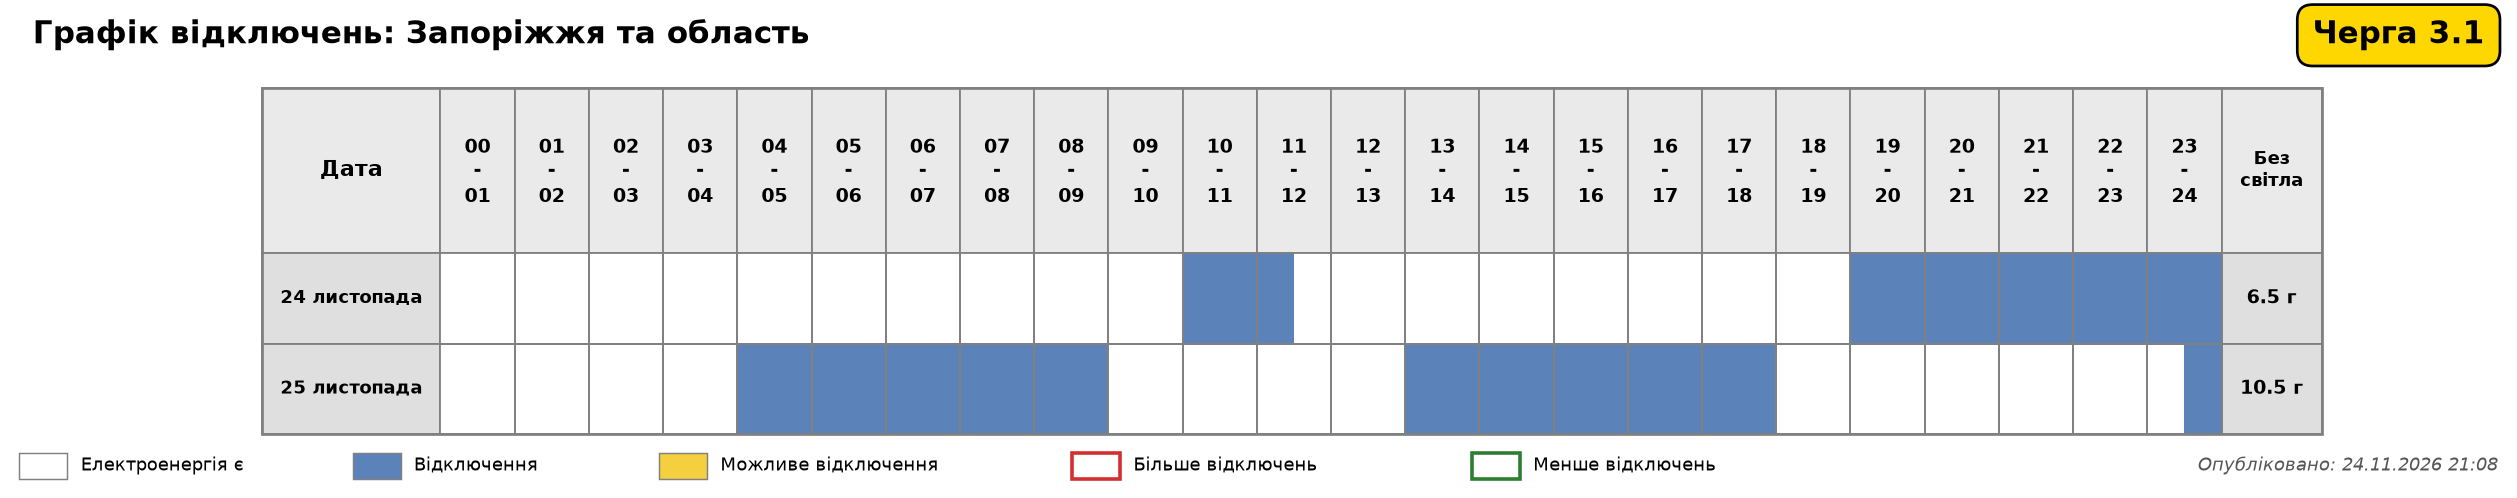 Графік відключень: Запоріжжя та область
Черга 3.1
Дата
00 - 01
01 - 02
02 - 03
03 - 04
04 - 05
05 - 06
06 - 07
07 - 08
08 - 09
09 - 10
10 - 11
11 - 12
12 - 13
13 - 14
14 - 15
15 - 16
16 - 17
17 - 18
18 - 19
19 - 20
20 - 21
21 - 22
22 - 23
23 - 24
Без
світла
24 листопада
6.5 г
25 листопада
10.5 г
Електроенергія є
Відключення
Можливе відключення
Більше відключень
Менше відключень
Опубліковано: 24.11.2026 21:08